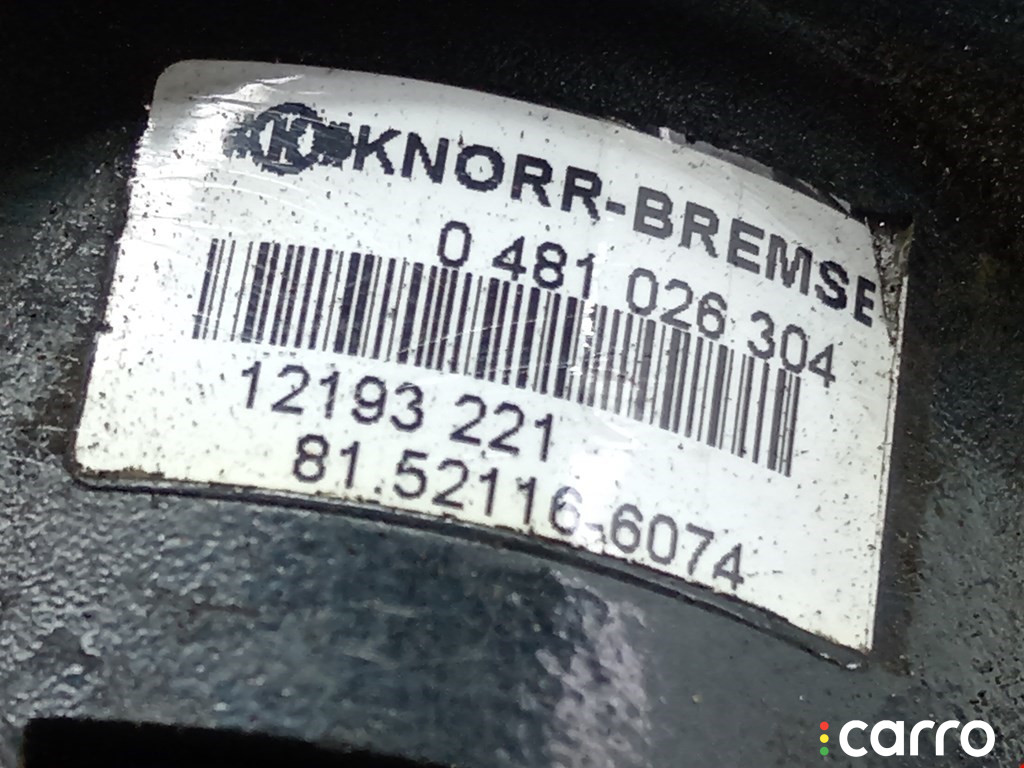 KNORR-BREMSE
0 481 026 304
12193 221
81.52116-6074
carro